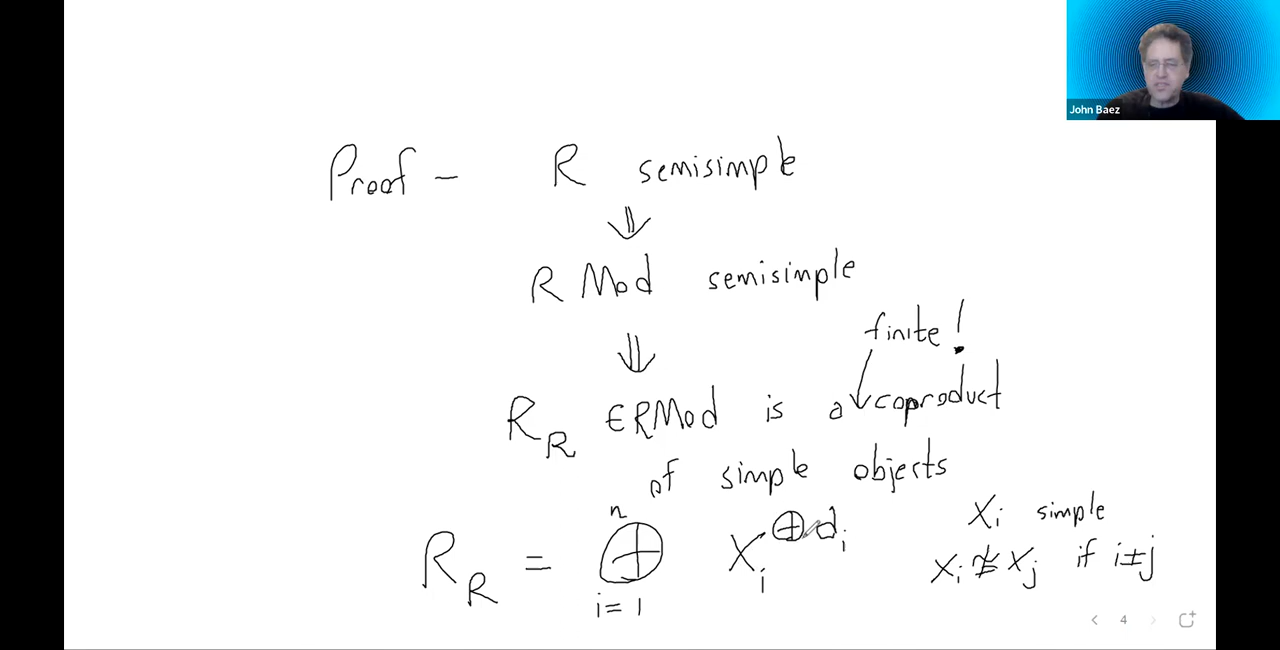 John Baez
Proof – R semisimple
⇓
R Mod semisimple
finite!
⇓
R_R ∈ RMod is a coproduct
of simple objects
X_i simple
R_R = ⊕_{i=1}^{n} X_i^{⊕d_i}
X_i ≇ X_j if i≠j
4